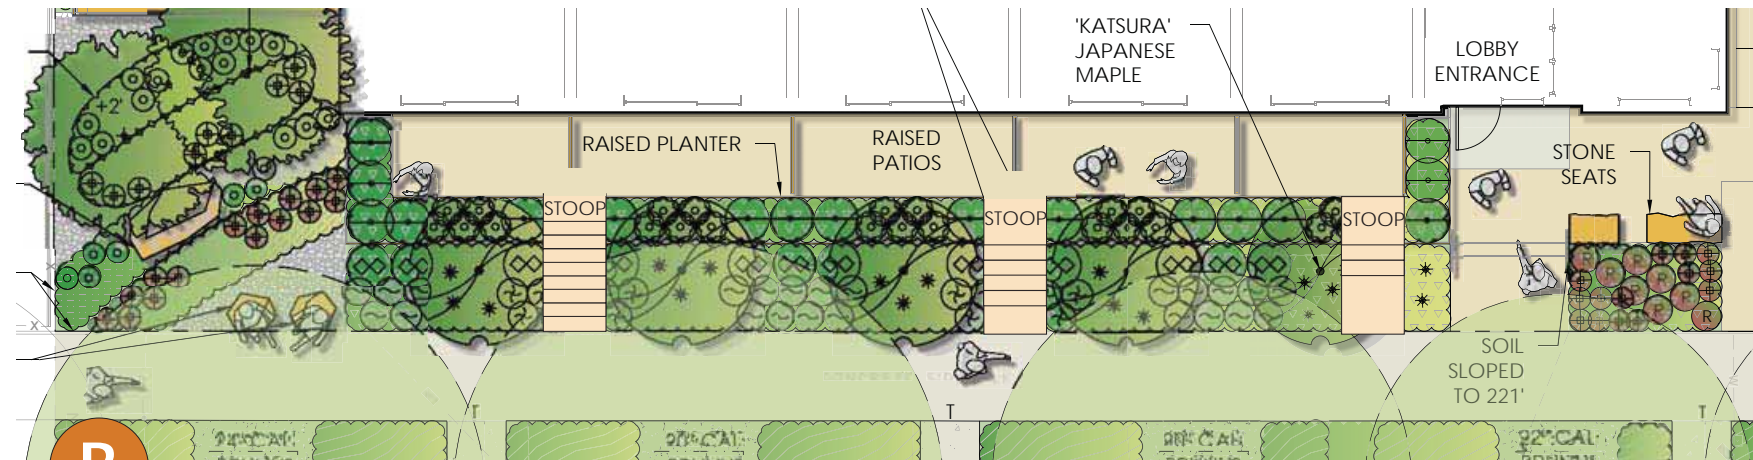 'KATSURA'
JAPANESE
MAPLE
LOBBY
ENTRANCE
+2'
RAISED PLANTER
RAISED
PATIOS
STONE
SEATS
STOOP
STOOP
STOOP
R
R
R
R
R
R
R
R
SOIL
SLOPED
TO 221'
X
T
T
T